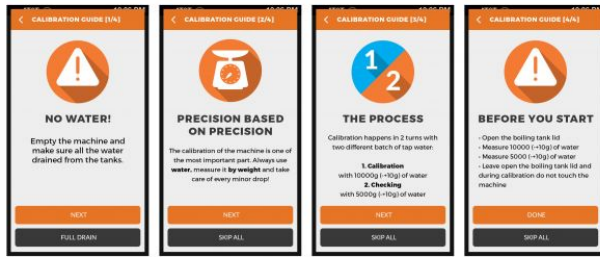 CALIBRATION GUIDE [1/4]
NO WATER!
Empty the machine and
make sure all the water
drained from the tanks.
NEXT
FULL DRAIN
CALIBRATION GUIDE [2/4]
PRECISION BASED
ON PRECISION
The calibration of the machine is one of
the most important part. Always use
water, measure it by weight and take
care of every minor drop!
NEXT
SKIP ALL
CALIBRATION GUIDE [3/4]
1
2
THE PROCESS
Calibration happens in 2 turns with
two different batch of tap water.
1. Calibration
with 10000g (-+10g) of water
2. Checking
with 5000g (-+10g) of water
NEXT
SKIP ALL
CALIBRATION GUIDE [4/4]
BEFORE YOU START
- Open the boiling tank lid
- Measure 10000 (-+10g) of water
- Measure 5000 (-+10g) of water
- Leave open the boiling tank lid and
during calibration do not touch the
machine
DONE
SKIP ALL